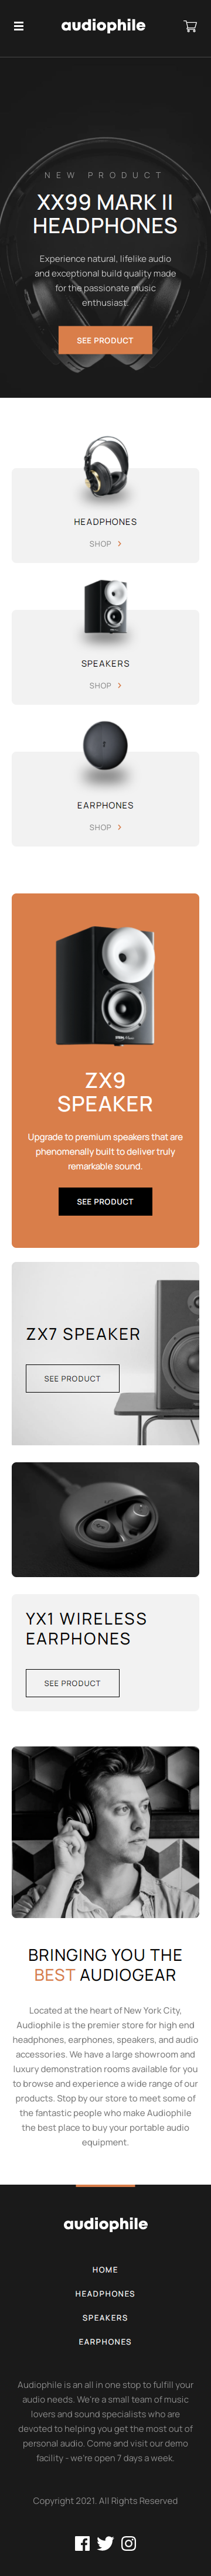 audiophile
NEW PRODUCT
XX99 MARK II
HEADPHONES
Experience natural, lifelike audio
and exceptional build quality made
for the passionate music
enthusiast.
SEE PRODUCT
HEADPHONES
SHOP
SPEAKERS
SHOP
EARPHONES
SHOP
ZX9
SPEAKER
Upgrade to premium speakers that are
phenomenally built to deliver truly
remarkable sound.
SEE PRODUCT
ZX7 SPEAKER
SEE PRODUCT
YX1 WIRELESS
EARPHONES
SEE PRODUCT
BRINGING YOU THE
BEST AUDIOGEAR
Located at the heart of New York City,
Audiophile is the premier store for high end
headphones, earphones, speakers, and audio
accessories. We have a large showroom and
luxury demonstration rooms available for you
to browse and experience a wide range of our
products. Stop by our store to meet some of
the fantastic people who make Audiophile
the best place to buy your portable audio
equipment.
audiophile
HOME
HEADPHONES
SPEAKERS
EARPHONES
Audiophile is an all in one stop to fulfill your
audio needs. We're a small team of music
lovers and sound specialists who are
devoted to helping you get the most out of
personal audio. Come and visit our demo
facility - we're open 7 days a week.
Copyright 2021. All Rights Reserved